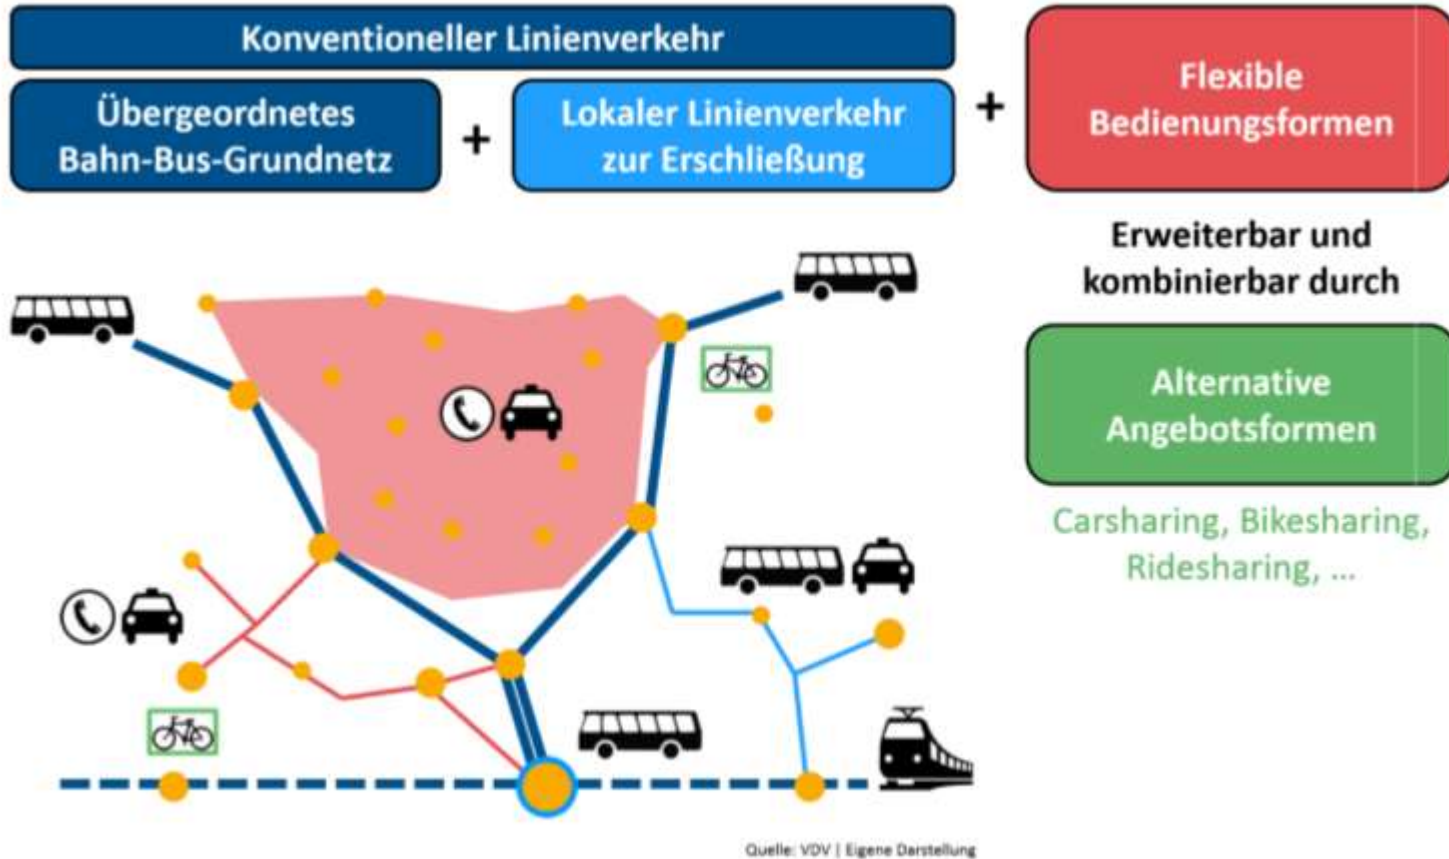 Konventioneller Linienverkehr
Übergeordnetes
Bahn-Bus-Grundnetz
+
Lokaler Linienverkehr
zur Erschließung
+
Flexible
Bedienungsformen
Erweiterbar und
kombinierbar durch
Alternative
Angebotsformen
Carsharing, Bikesharing,
Ridesharing, ...
Quelle: VDV | Eigene Darstellung